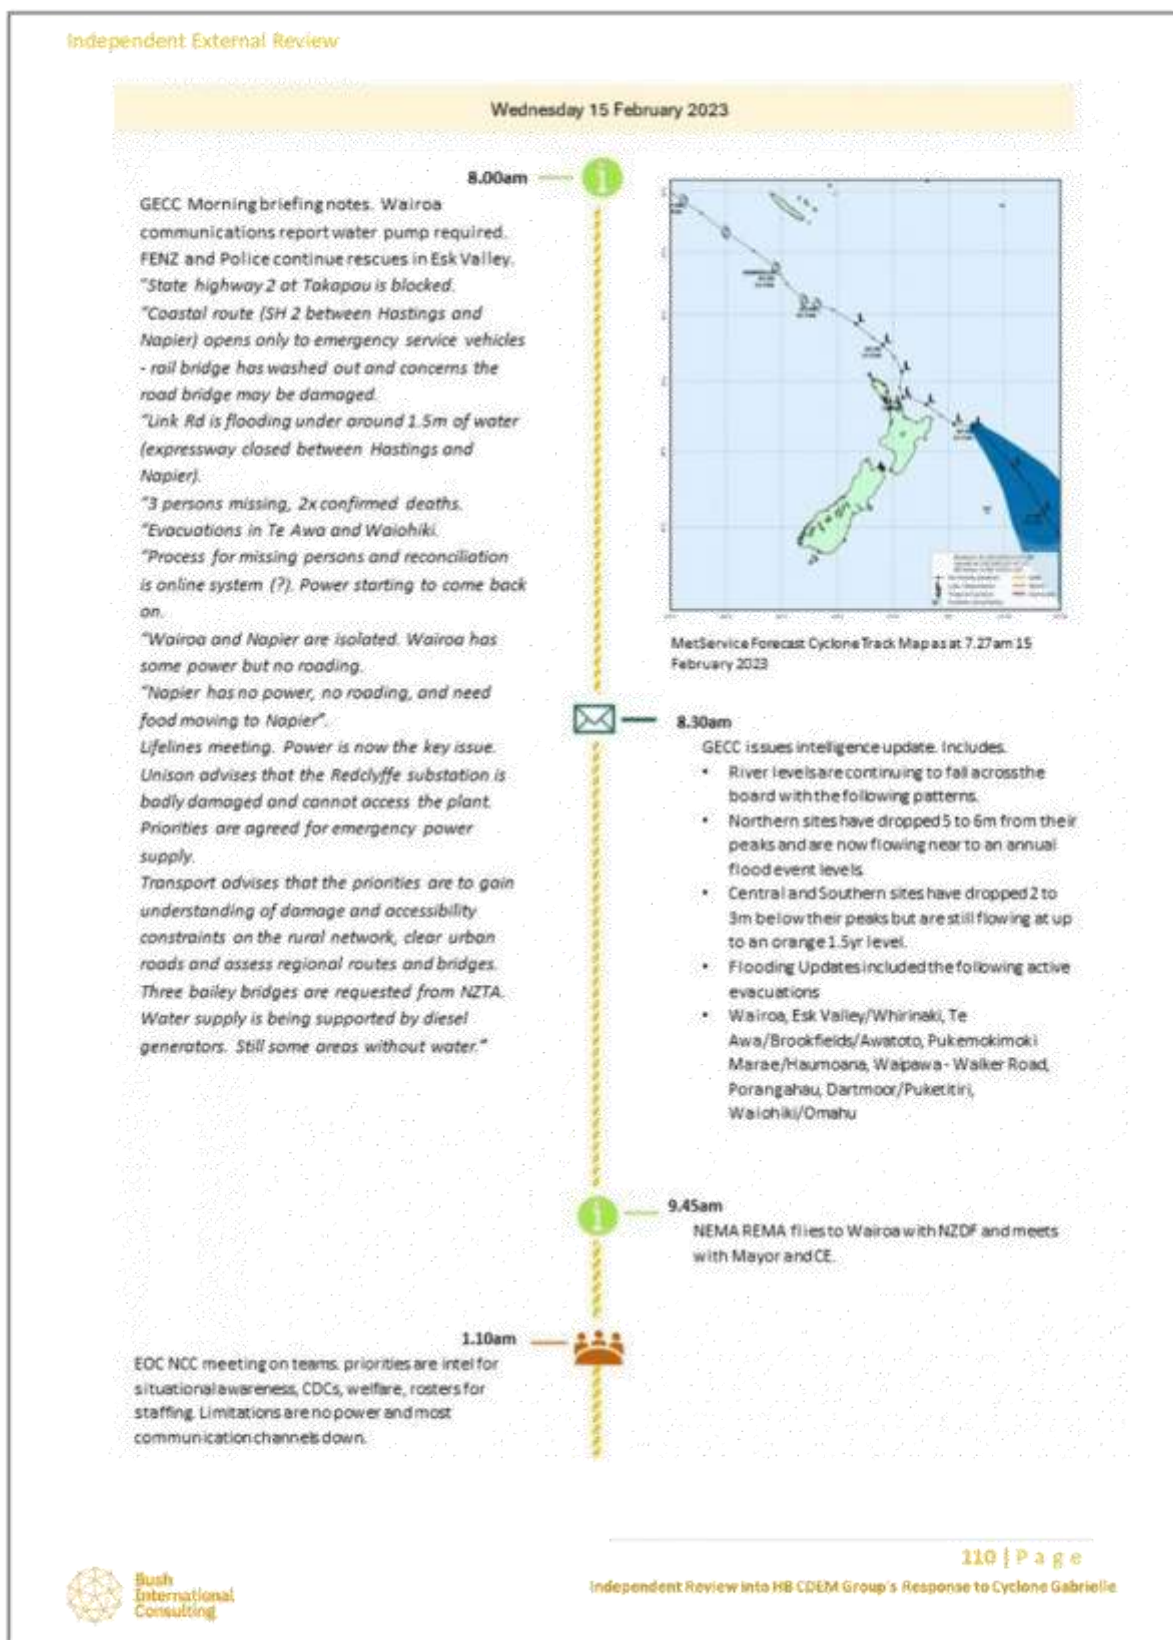 Independent External Review
Wednesday 15 February 2023
8.00am
GECC Morning briefing notes. Wairoa
communications report water pump required.
FENZ and Police continue rescues in Esk Valley.
"State highway 2 at Takapau is blocked.
"Coastal route (SH 2 between Hastings and
Napier) opens only to emergency service vehicles
- rail bridge has washed out and concerns the
road bridge may be damaged.
"Link Rd is flooding under around 1.5m of water
(expressway closed between Hastings and
Napier).
"3 persons missing, 2x confirmed deaths.
"Evacuations in Te Awa and Waiohiki.
"Process for missing persons and reconciliation
is online system (?). Power starting to come back
on.
"Wairoa and Napier are isolated. Wairoa has
some power but no roading.
"Napier has no power, no roading, and need
food moving to Napier".
Lifelines meeting. Power is now the key issue.
Unison advises that the Redclyffe substation is
badly damaged and cannot access the plant.
Priorities are agreed for emergency power
supply.
Transport advises that the priorities are to gain
understanding of damage and accessibility
constraints on the rural network, clear urban
roads and assess regional routes and bridges.
Three bailey bridges are requested from NZTA.
Water supply is being supported by diesel
generators. Still some areas without water."
MetService Forecast Cyclone Track Map as at 7.27am 15
February 2023
8.30am
GECC issues intelligence update. Includes.
• River levels are continuing to fall across the
board with the following patterns.
• Northern sites have dropped 5 to 6m from their
peaks and are now flowing near to an annual
flood event levels
• Central and Southern sites have dropped 2 to
3m below their peaks but are still flowing at up
to an orange 1.5yr level.
• Flooding Updates included the following active
evacuations
• Wairoa, Esk Valley/Whirinaki, Te
Awa/Brookfields/Awatoto, Pukemokimoki
Marae/Haumoana, Waipawa - Walker Road,
Porangahau, Dartmoor/Puketitiri,
Waiohiki/Omahu
9.45am
NEMA REMA flies to Wairoa with NZDF and meets
with Mayor and CE.
1.10am
EOC NCC meeting on teams. priorities are intel for
situational awareness, CDCs, welfare, rosters for
staffing. Limitations are no power and most
communication channels down.
110 | P a g e
Independent Review into HB CDEM Group's Response to Cyclone Gabrielle
Bush
International
Consulting